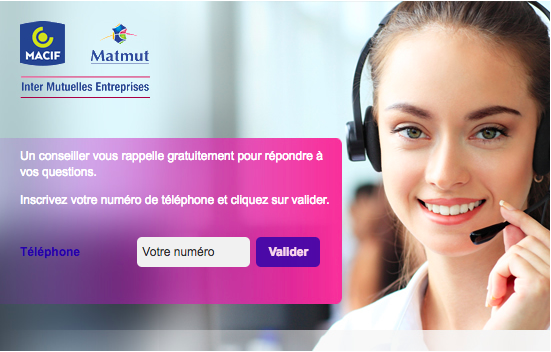 MACIF
Matmut
Inter Mutuelles Entreprises
Un conseiller vous rappelle gratuitement pour répondre à
vos questions.
Inscrivez votre numéro de téléphone et cliquez sur valider.
Téléphone Votre numéro Valider